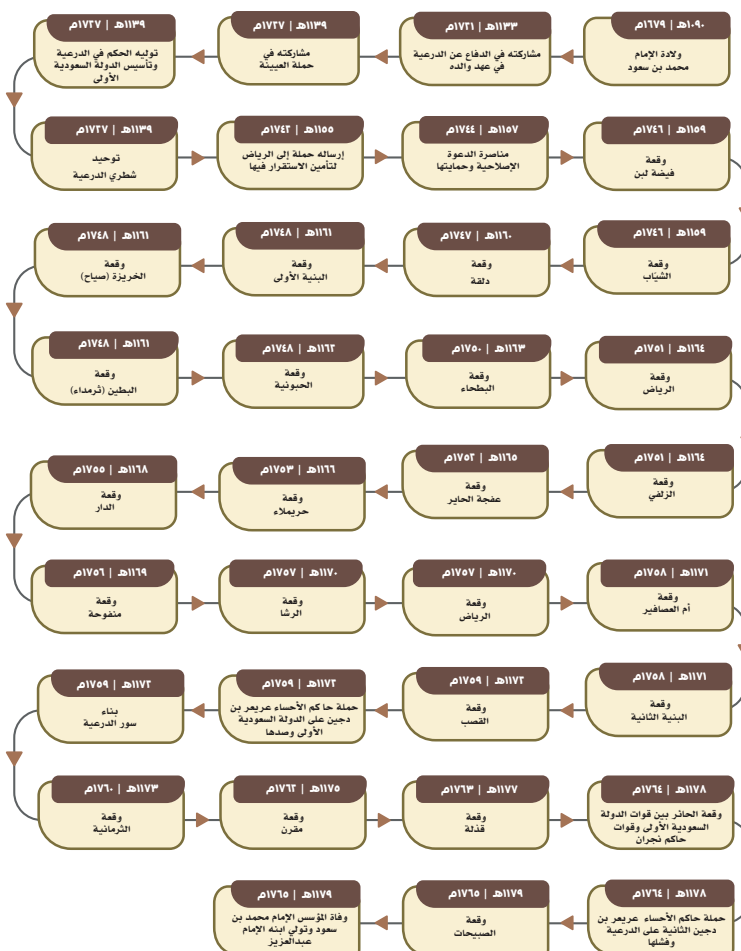 ١٠٩٠هـ | ١٦٧٩م
ولادة الإمام
محمد بن سعود
١١٣٣هـ | ١٧٢١م
مشاركته في الدفاع عن الدرعية
في عهد والده
١١٣٩هـ | ١٧٢٧م
مشاركته في
حملة العيينة
١١٣٩هـ | ١٧٢٧م
توليه الحكم في الدرعية
وتأسيس الدولة السعودية
الأولى
١١٣٩هـ | ١٧٢٧م
توحيد
شطري الدرعية
١١٥٥هـ | ١٧٤٢م
إرساله حملة إلى الرياض
لتأمين الاستقرار فيها
١١٥٧هـ | ١٧٤٤م
مناصرة الدعوة
الإصلاحية وحمايتها
١١٥٩هـ | ١٧٤٦م
وقعة
فيضة لبن
١١٥٩هـ | ١٧٤٦م
وقعة
الشيّاب
١١٦٠هـ | ١٧٤٧م
وقعة
دلقة
١١٦١هـ | ١٧٤٨م
وقعة
البنية الأولى
١١٦١هـ | ١٧٤٨م
وقعة
الخريزة (صياح)
١١٦١هـ | ١٧٤٨م
وقعة
البطين (ثرمداء)
١١٦٢هـ | ١٧٤٨م
وقعة
الحبونية
١١٦٣هـ | ١٧٥٠م
وقعة
البطحاء
١١٦٤هـ | ١٧٥١م
وقعة
الرياض
١١٦٤هـ | ١٧٥١م
وقعة
الزلفي
١١٦٥هـ | ١٧٥٢م
وقعة
عفجة الحاير
١١٦٦هـ | ١٧٥٣م
وقعة
حريملاء
١١٦٨هـ | ١٧٥٥م
وقعة
الدار
١١٦٩هـ | ١٧٥٦م
وقعة
منفوحة
١١٧٠هـ | ١٧٥٧م
وقعة
الرشا
١١٧٠هـ | ١٧٥٧م
وقعة
الرياض
١١٧١هـ | ١٧٥٨م
وقعة
أم العصافير
١١٧١هـ | ١٧٥٨م
وقعة
البنية الثانية
١١٧٢هـ | ١٧٥٩م
وقعة
القصب
١١٧٢هـ | ١٧٥٩م
حملة حاكم الأحساء عريعر بن
دجين على الدولة السعودية
الأولى وصدها
١١٧٢هـ | ١٧٥٩م
بناء
سور الدرعية
١١٧٣هـ | ١٧٦٠م
وقعة
الثرمانية
١١٧٥هـ | ١٧٦٢م
وقعة
مقرن
١١٧٧هـ | ١٧٦٣م
وقعة
قذلة
١١٧٨هـ | ١٧٦٤م
وقعة الحائر بين قوات الدولة
السعودية الأولى وقوات
حاكم نجران
١١٧٨هـ | ١٧٦٤م
حملة حاكم الأحساء عريعر بن
دجين الثانية على الدرعية
وفشلها
١١٧٩هـ | ١٧٦٥م
وقعة
الصبيحات
١١٧٩هـ | ١٧٦٥م
وفاة المؤسس الإمام محمد بن
سعود وتولي ابنه الإمام
عبدالعزيز